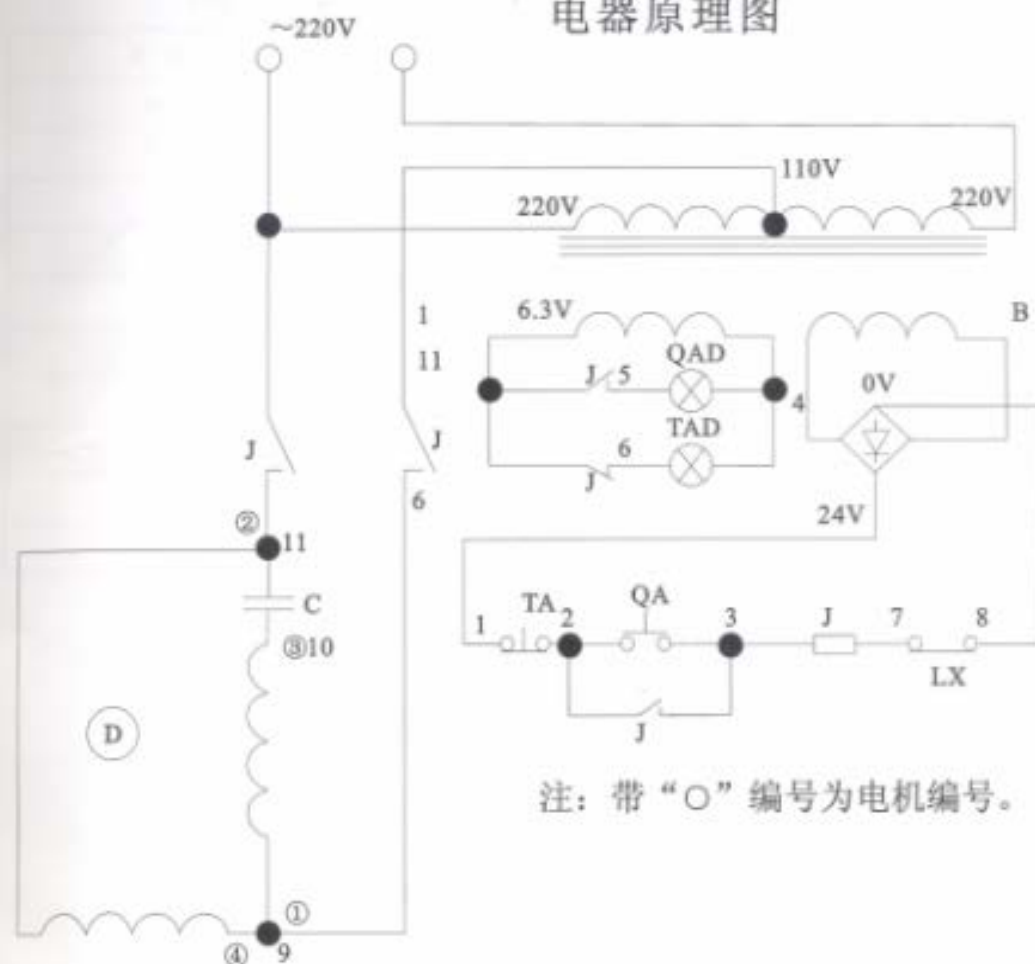 电器原理图
～220V
110V
220V
220V
1
11
6.3V
B
QAD
J
5
0V
4
TAD
6
J
J
J
6
24V
②
11
C
③10
1
TA
2
QA
3
J
7
8
LX
J
D
注：带“○”编号为电机编号。
①
④
9